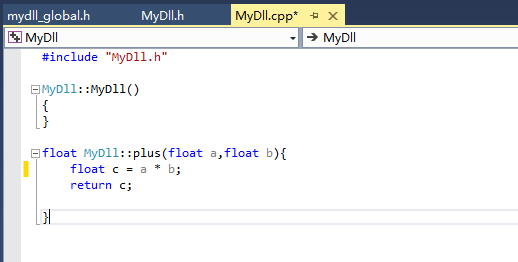 mydll_global.h MyDll.h MyDll.cpp*
MyDll MyDll
#include "MyDll.h"
MyDll::MyDll()
{
}
float MyDll::plus(float a,float b){
float c = a * b;
return c;
}